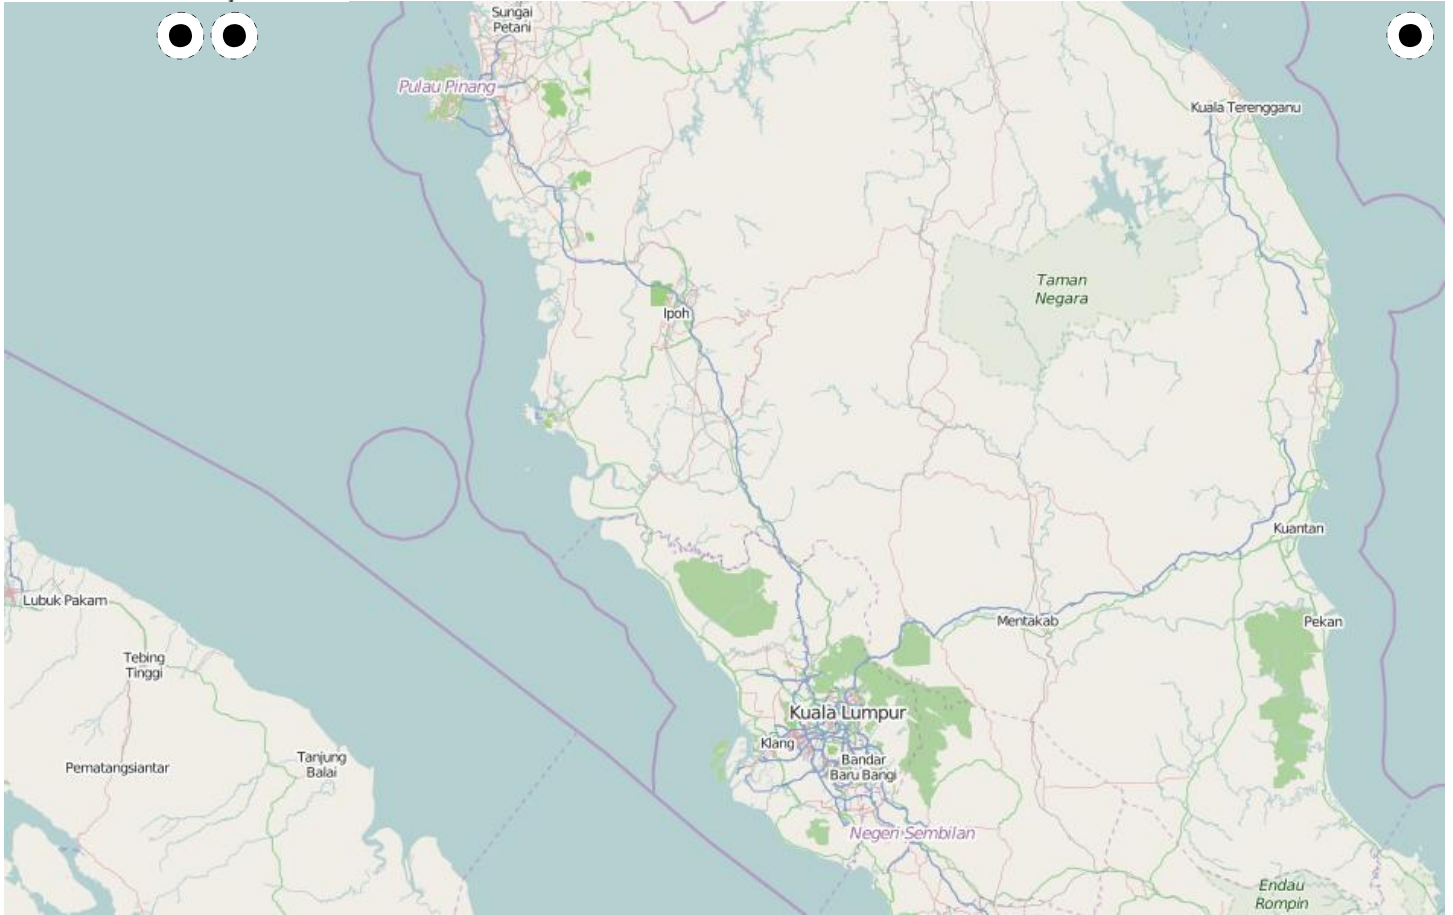 Sungai
Petani
Pulau Pinang
Kuala Terengganu
Taman
Negara
Ipoh
Kuantan
Lubuk Pakam
Mentakab
Pekan
Tebing
Tinggi
Kuala Lumpur
Klang
Tanjung
Balai
Bandar
Baru Bangi
Pematangsiantar
Negeri Sembilan
Endau
Rompin